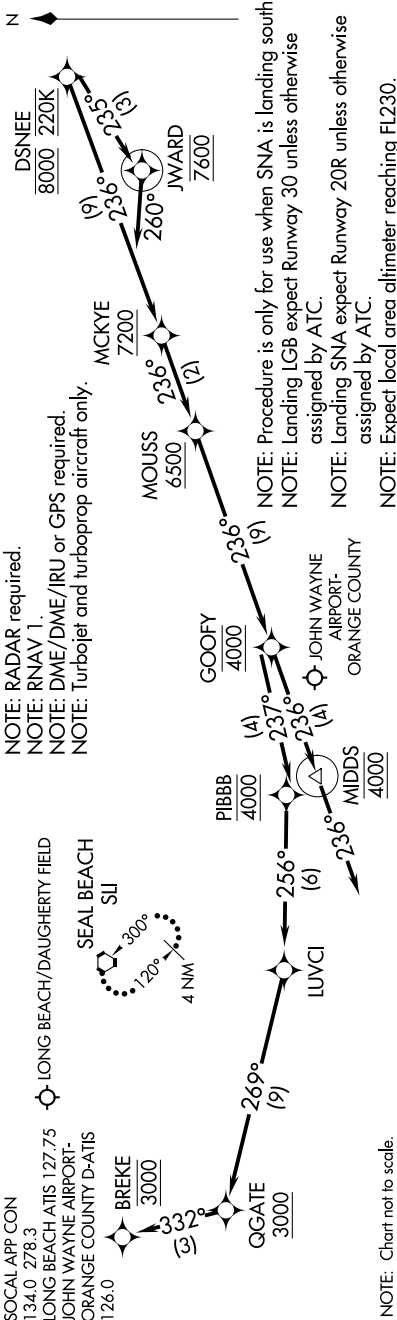 SOCAL APP CON
134.0 278.3
LONG BEACH ATIS 127.75
JOHN WAYNE AIRPORT-
ORANGE COUNTY D-ATIS
126.0
LONG BEACH/DAUGHERTY FIELD
SEAL BEACH
SLI
300°
120°
4 NM
NOTE: RADAR required.
NOTE: RNAV 1.
NOTE: DME/DME/IRU or GPS required.
NOTE: Turbojet and turboprop aircraft only.
N
DSNEE
8000 220K
235°
(3)
JWARD
7600
260°
(9)
236°
MCKYE
7200
236°
(2)
MOUSS
6500
236°
(9)
GOOFY
4000
(4)
237°
236°
(4)
PIBBB
4000
MIDDS
4000
236°
JOHN WAYNE
AIRPORT-
ORANGE COUNTY
256°
(6)
LUVCI
269°
(9)
QGATE
3000
332°
(3)
BREKE
3000
NOTE: Procedure is only for use when SNA is landing south
NOTE: Landing LGB expect Runway 30 unless otherwise
assigned by ATC.
NOTE: Landing SNA expect Runway 20R unless otherwise
assigned by ATC.
NOTE: Expect local area altimeter reaching FL230.
NOTE: Chart not to scale.